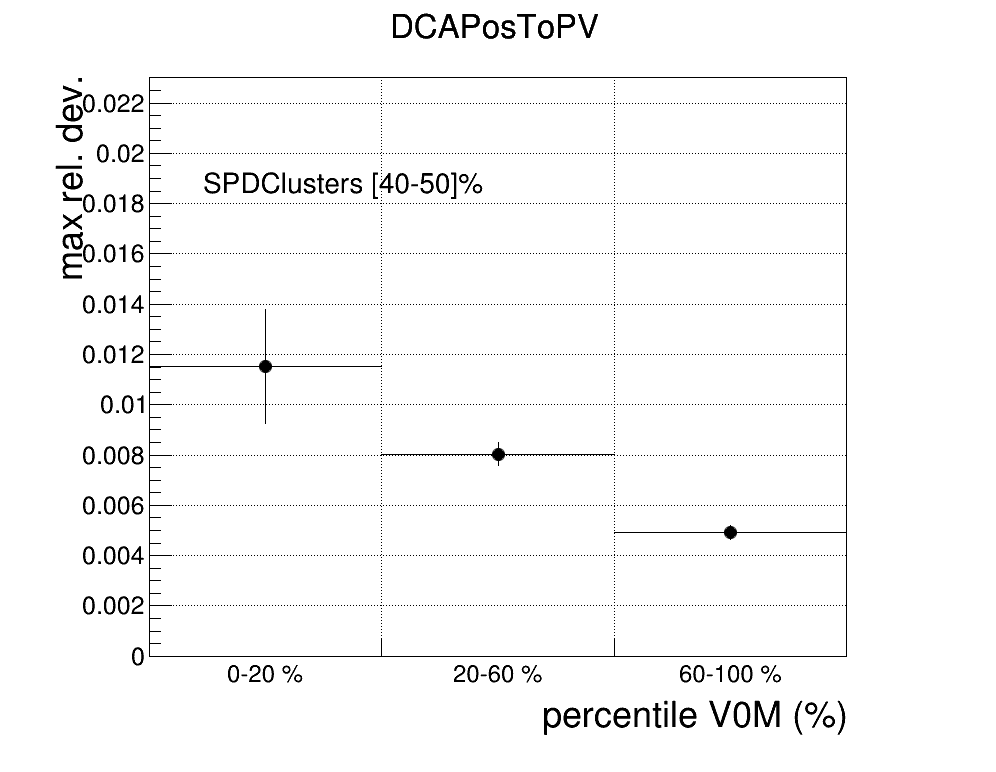 DCAPosToPV
max rel. dev.
0.022
0.02
SPDClusters [40-50]%
0.018
0.016
0.014
0.012
0.01
0.008
0.006
0.004
0.002
0
0-20 % 20-60 % 60-100 %
percentile V0M (%)